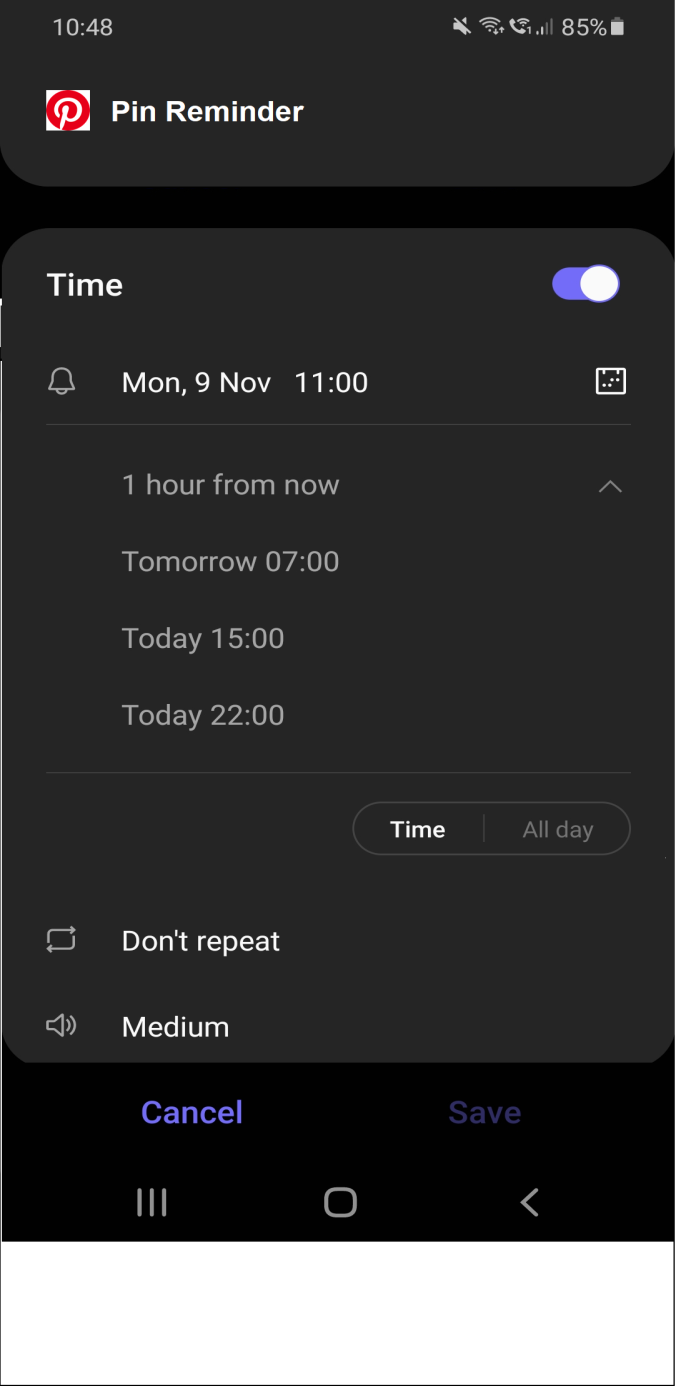 10:48 85%
Pin Reminder
Time
Mon, 9 Nov 11:00
1 hour from now
Tomorrow 07:00
Today 15:00
Today 22:00
Time All day
Don't repeat
Medium
Cancel Save